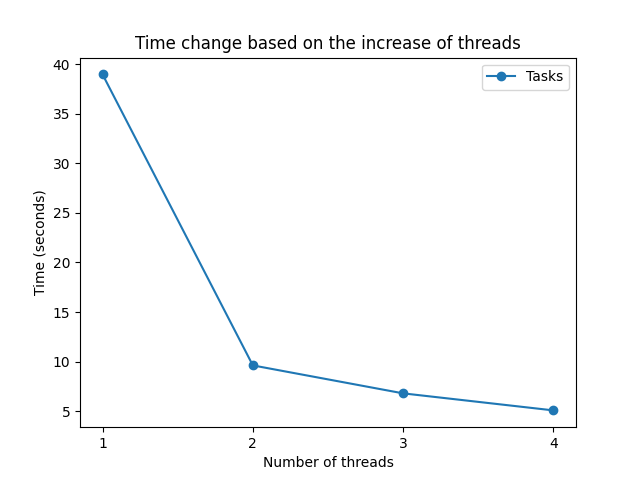 Time change based on the increase of threads
Tasks
40
35
30
25
20
15
10
5
Time (seconds)
1 2 3 4
Number of threads